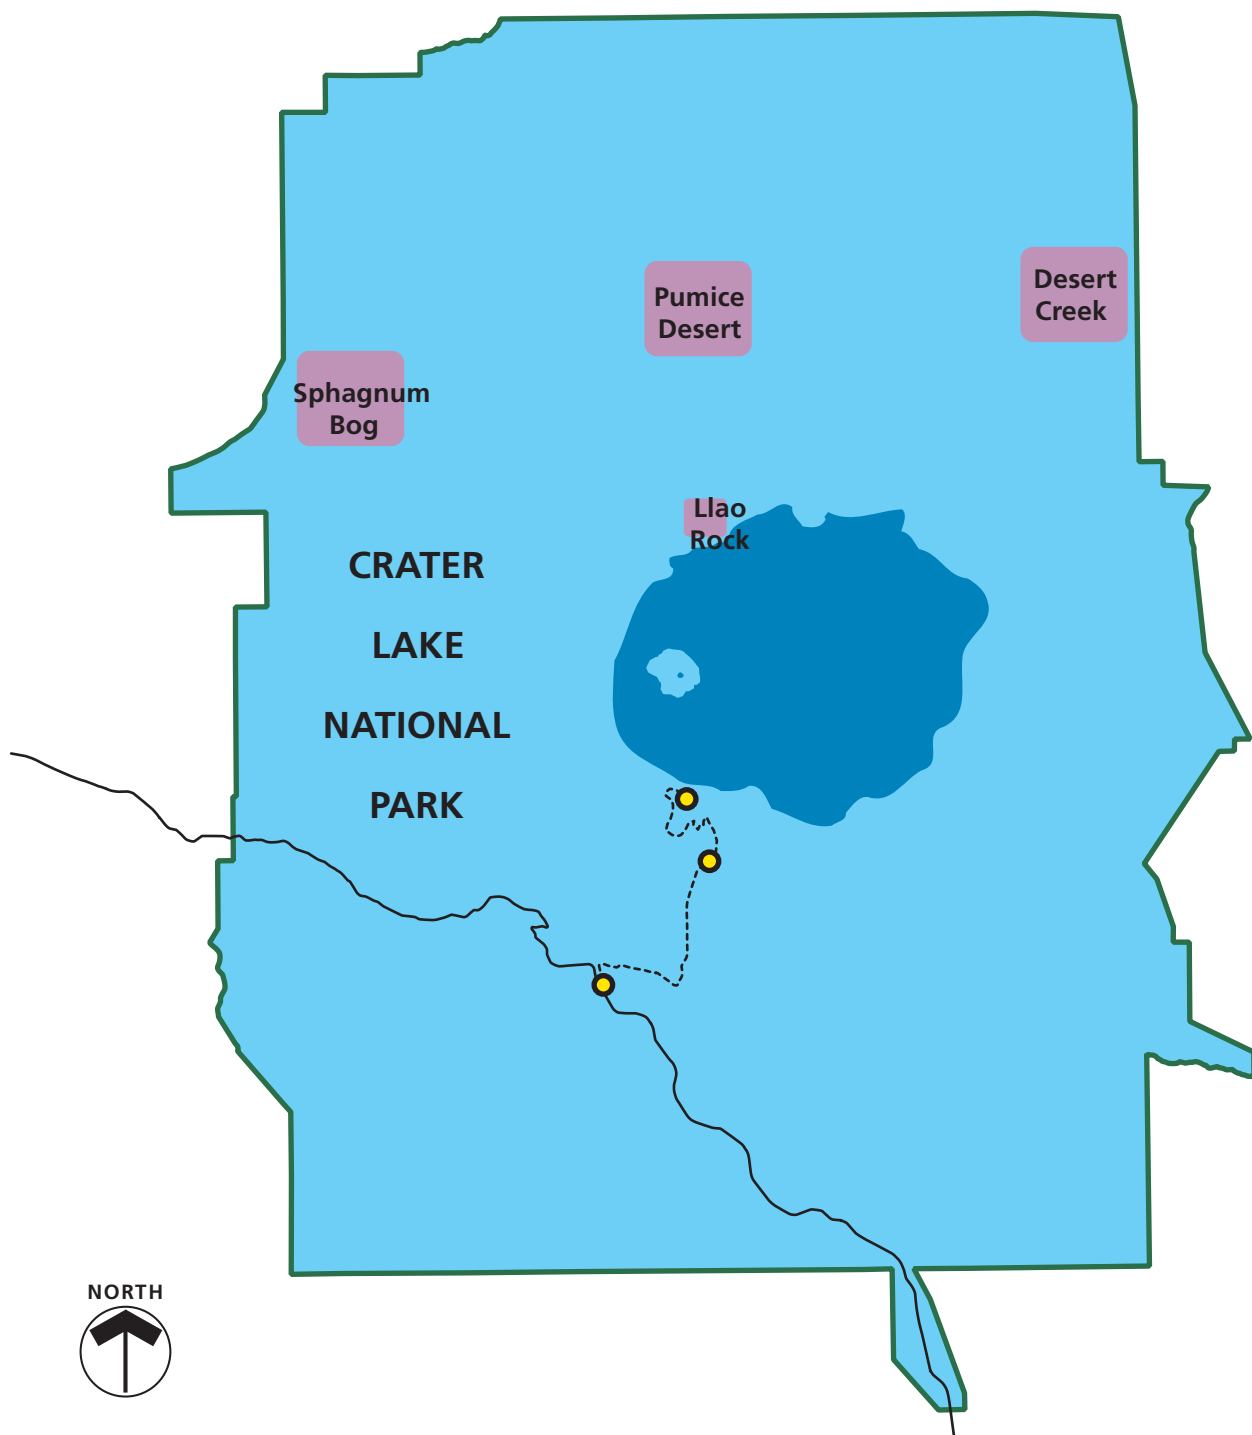 Pumice
Desert
Desert
Creek
Sphagnum
Bog
Llao
Rock
CRATER
LAKE
NATIONAL
PARK
NORTH